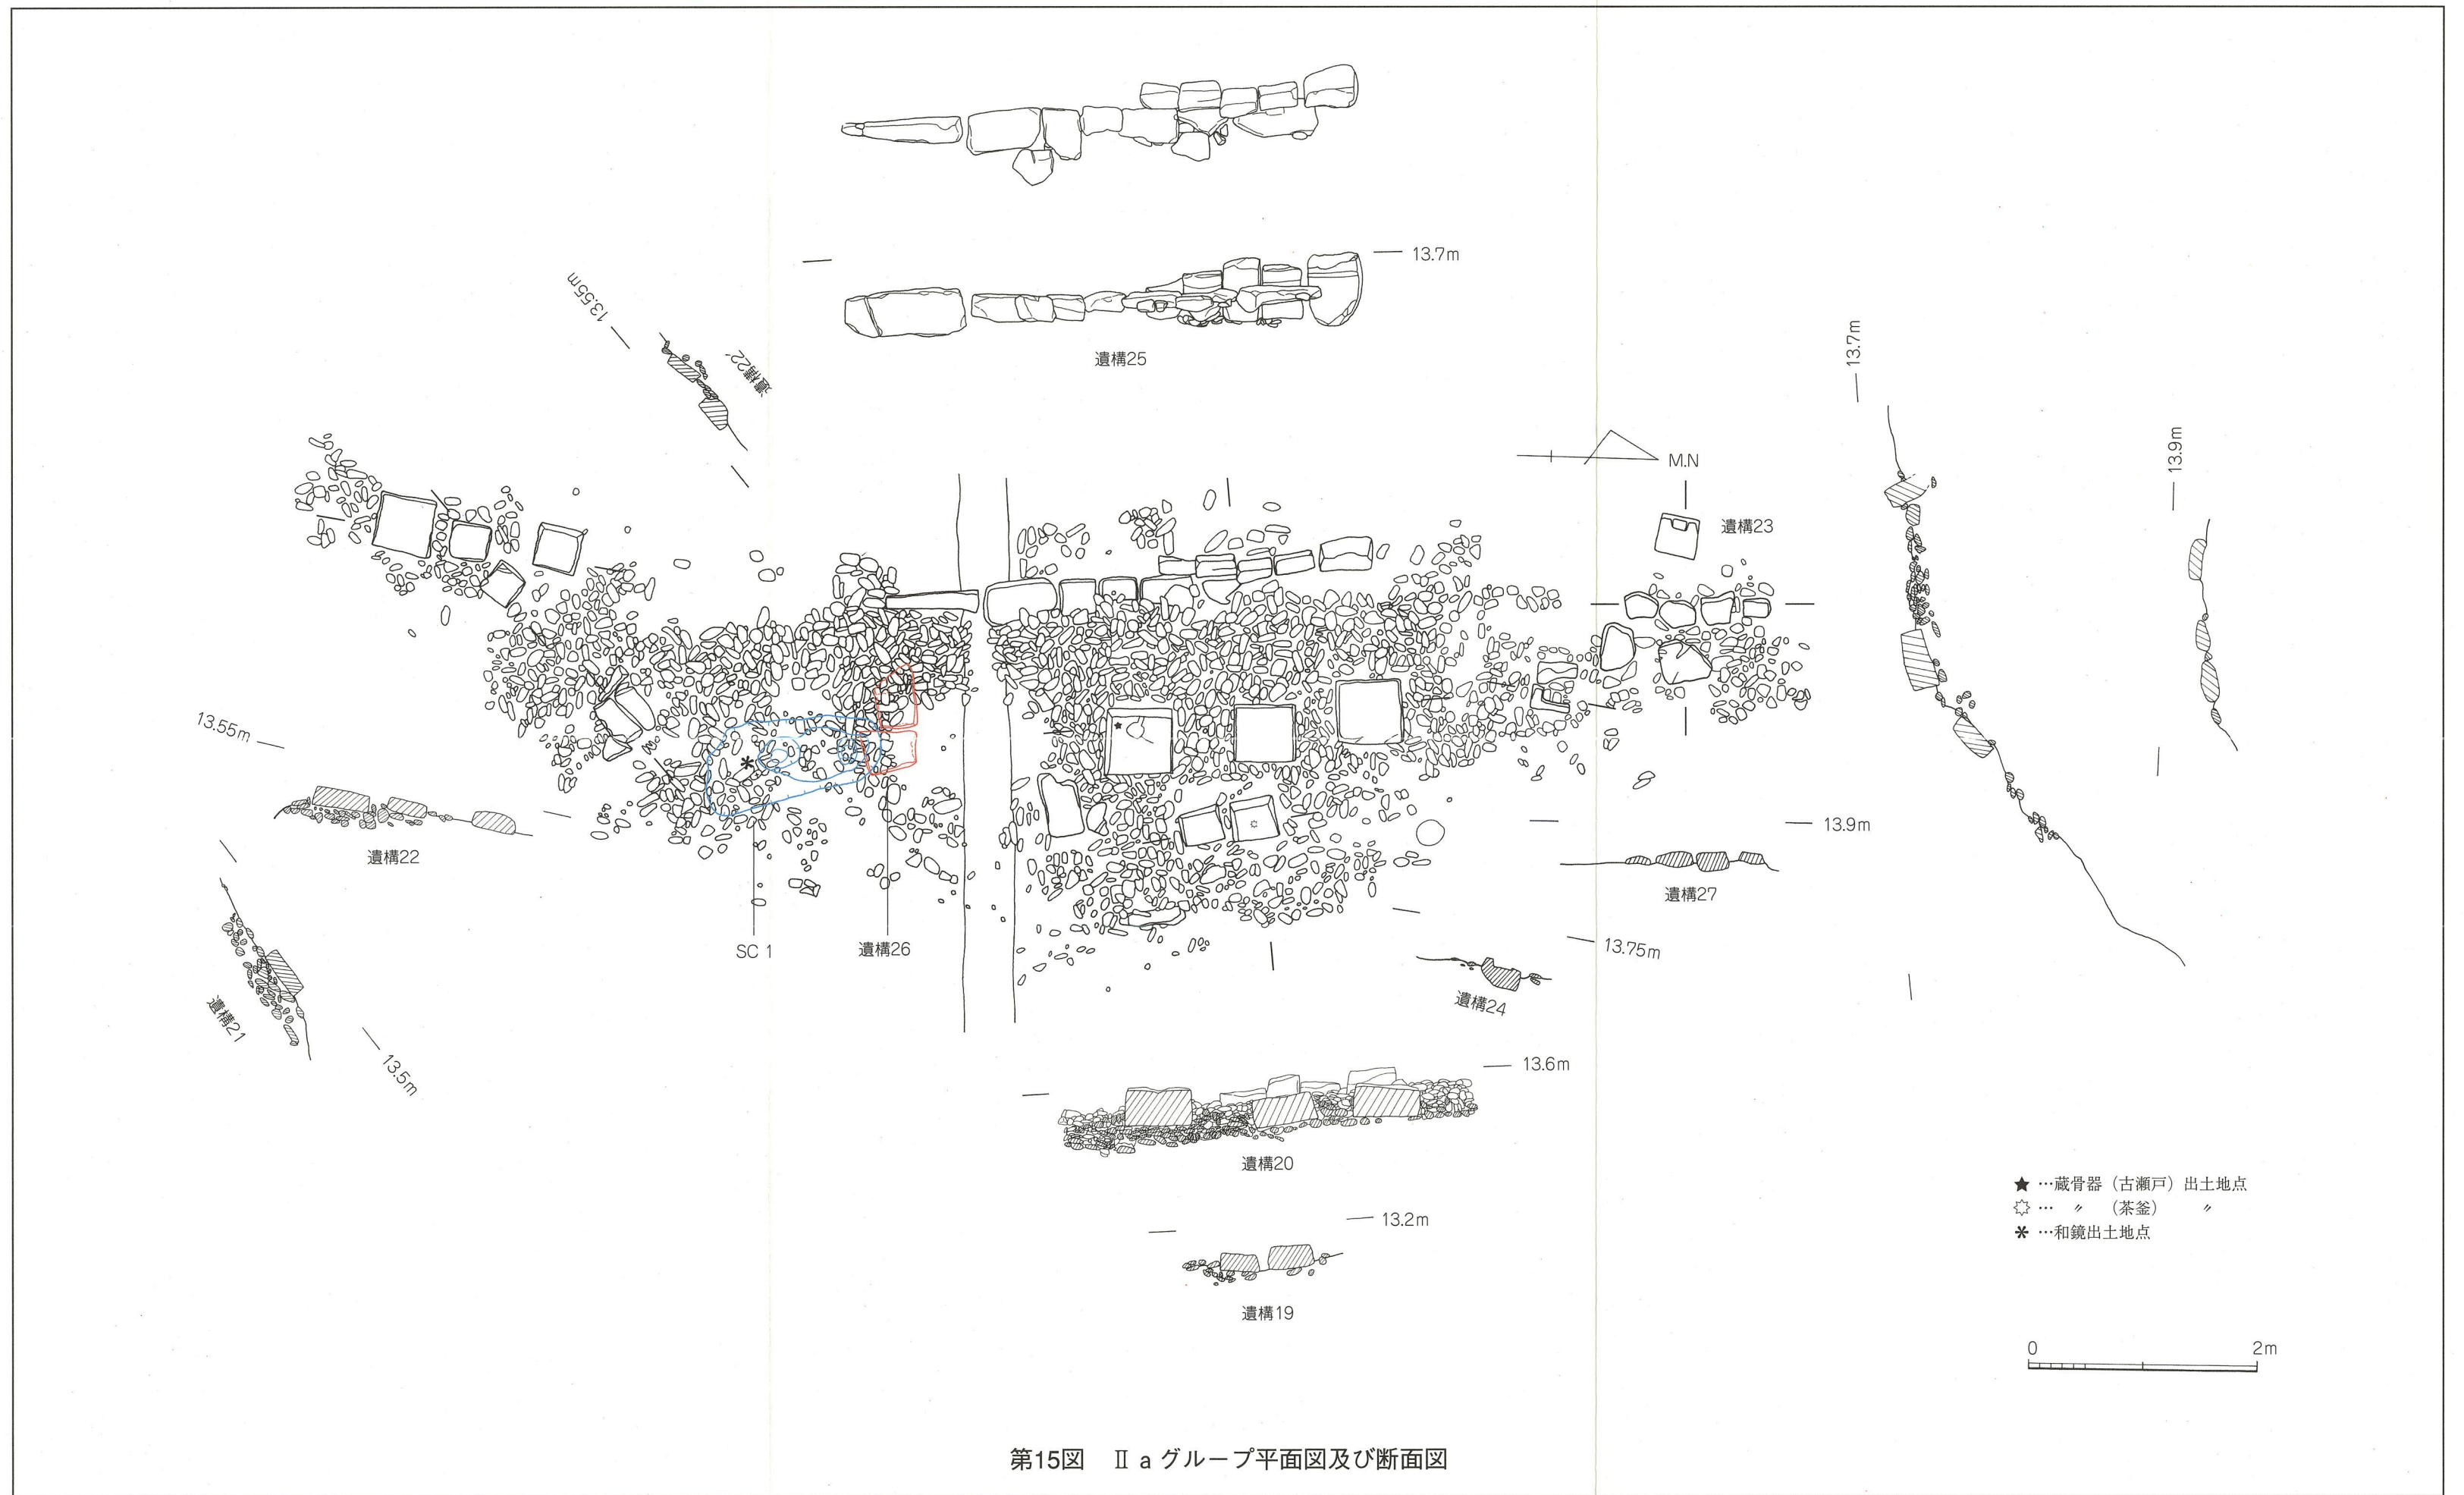 13.7m
遺構25
13.55m
遺構22'
13.7m
13.9m
M.N
遺構23
13.55m
遺構22
13.9m
遺構27
SC 1
遺構26
13.75m
遺構24
遺構21
13.5m
13.6m
遺構20
13.2m
遺構19
★…蔵骨器（古瀬戸）出土地点
…　〃　（茶釜）　　〃
＊…和鏡出土地点
0 2m
第15図　Ⅱ a グループ平面図及び断面図